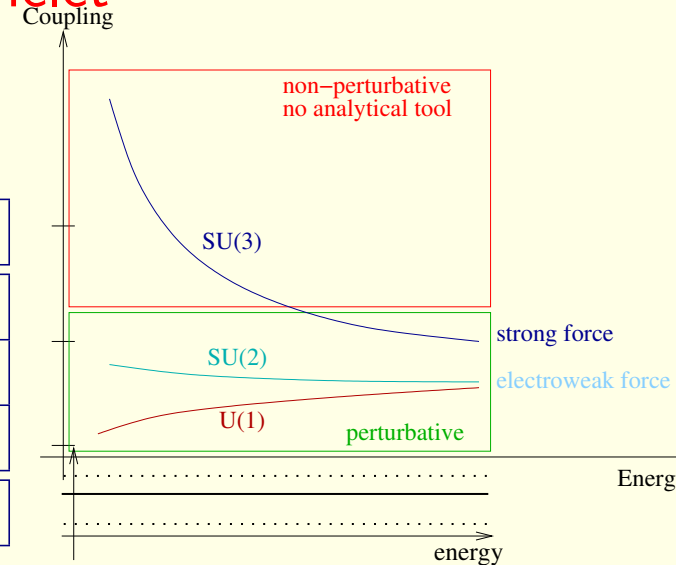 Coupling
non-perturbative
no analytical tool
SU(3)
strong force
SU(2)
electroweak force
U(1)
perturbative
Energ
energy